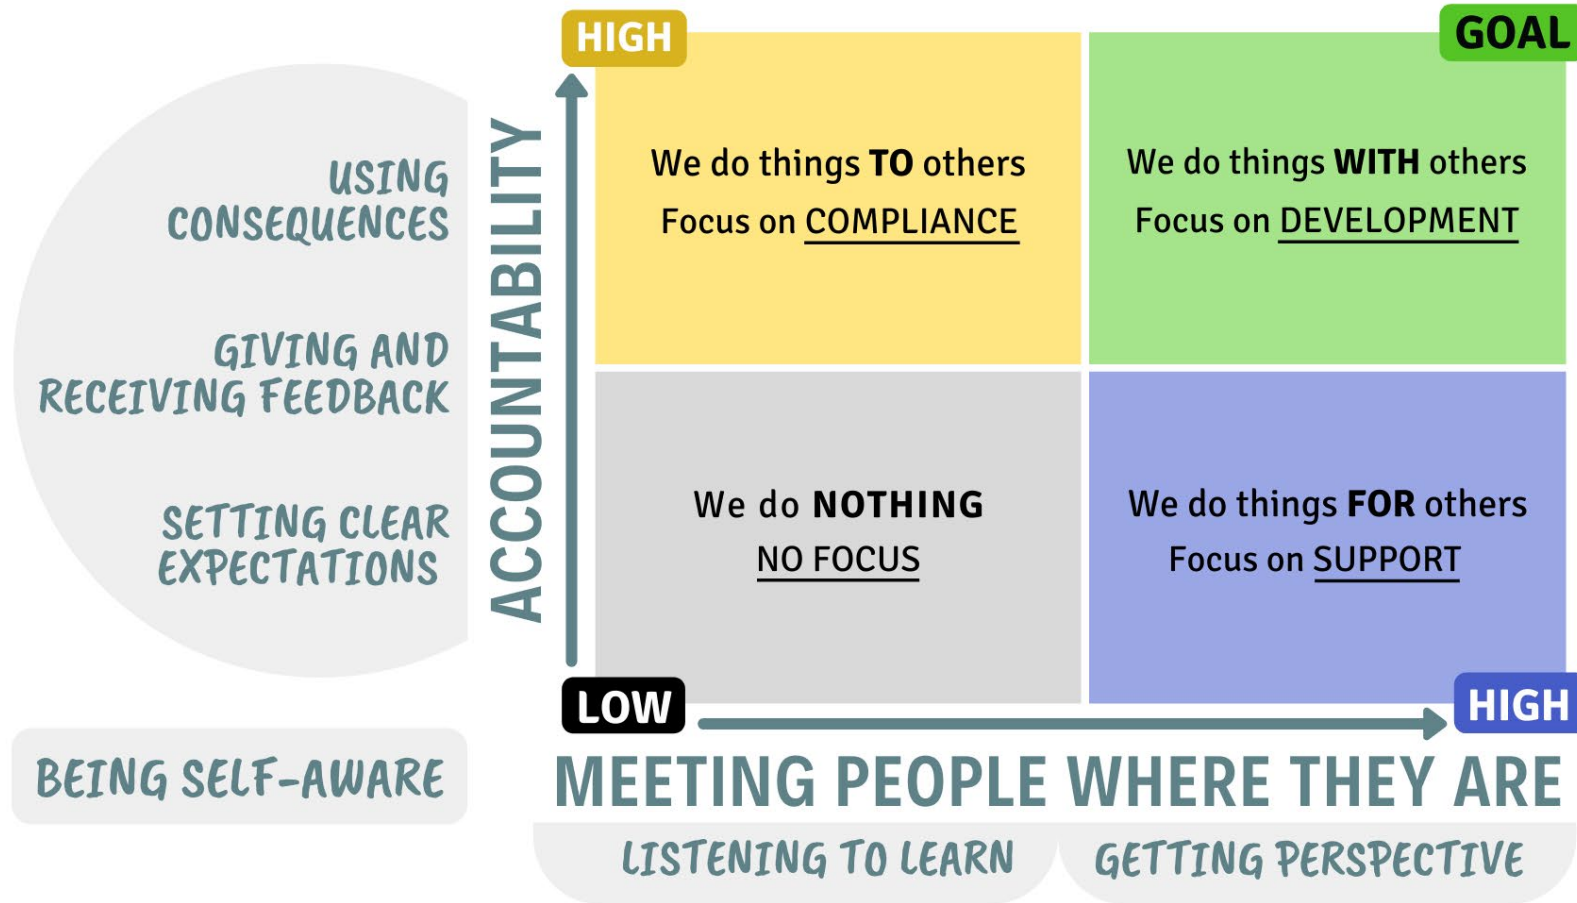 HIGH
GOAL
USING
CONSEQUENCES
GIVING AND
RECEIVING FEEDBACK
SETTING CLEAR
EXPECTATIONS
BEING SELF-AWARE
ACCOUNTABILITY
We do things TO others
Focus on COMPLIANCE
We do things WITH others
Focus on DEVELOPMENT
We do NOTHING
NO FOCUS
We do things FOR others
Focus on SUPPORT
LOW
HIGH
MEETING PEOPLE WHERE THEY ARE
LISTENING TO LEARN
GETTING PERSPECTIVE